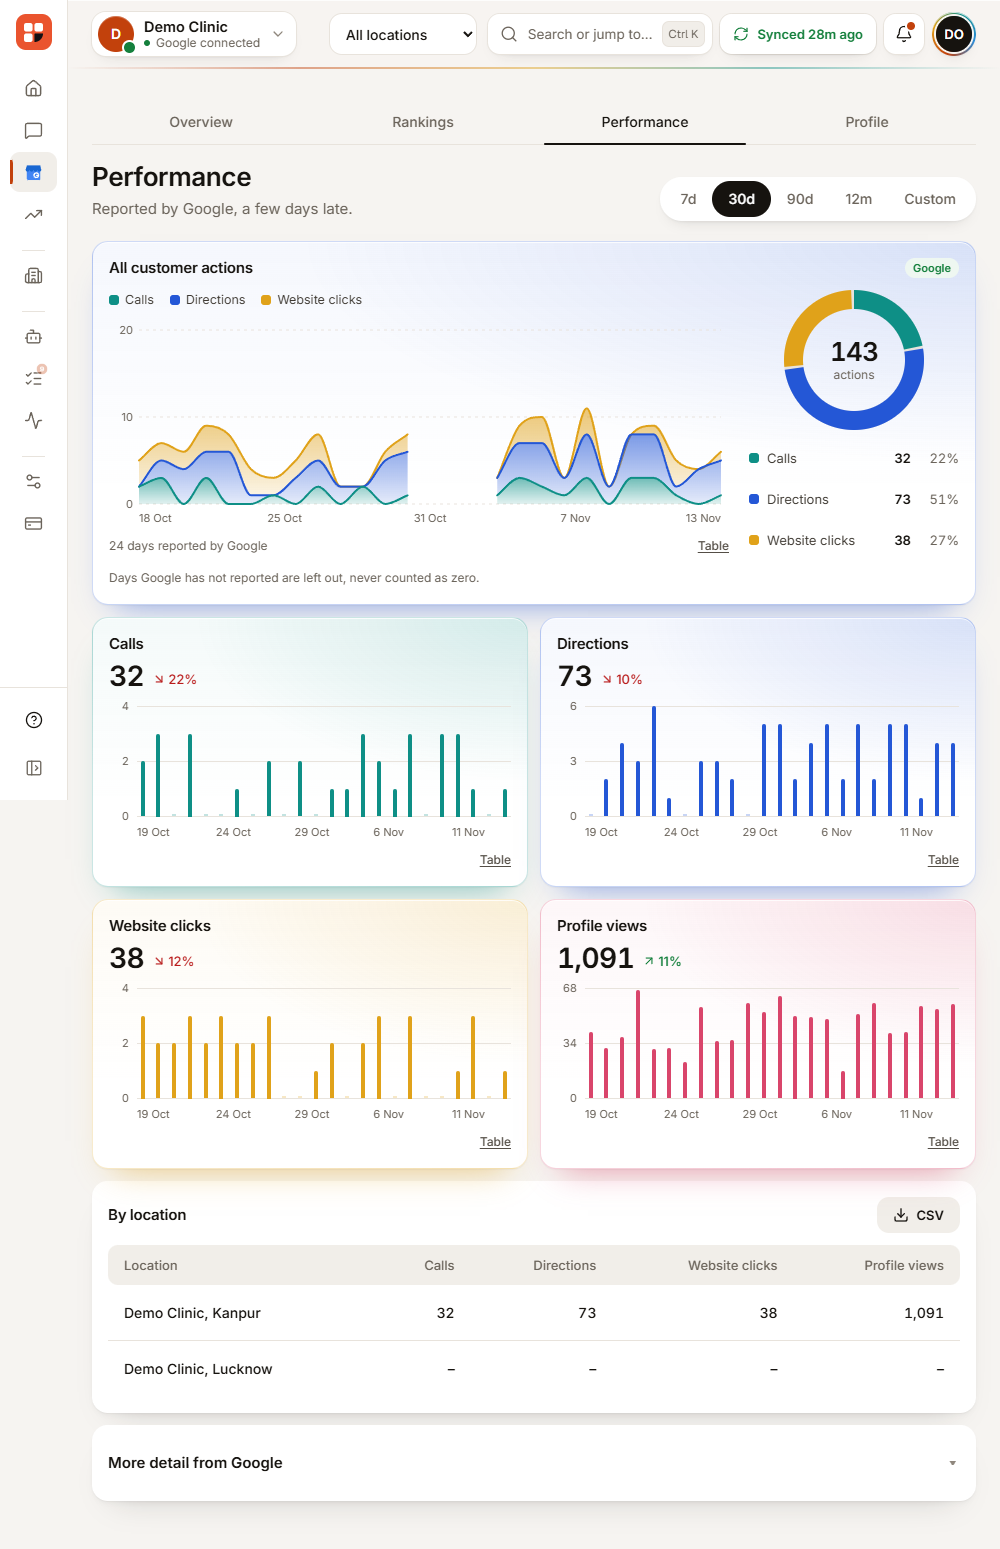 D
Demo Clinic
Google connected
All locations
Search or jump to...
Ctrl K
Synced 28m ago
DO
Overview
Rankings
Performance
Profile
Performance
Reported by Google, a few days late.
7d
30d
90d
12m
Custom
All customer actions
Google
Calls
Directions
Website clicks
20
10
0
18 Oct
25 Oct
31 Oct
7 Nov
13 Nov
24 days reported by Google
Table
Days Google has not reported are left out, never counted as zero.
143
actions
Calls 32 22%
Directions 73 51%
Website clicks 38 27%
Calls
32
22%
4
2
0
19 Oct
24 Oct
29 Oct
6 Nov
11 Nov
Table
Directions
73
10%
6
3
0
19 Oct
24 Oct
29 Oct
6 Nov
11 Nov
Table
Website clicks
38
12%
4
2
0
19 Oct
24 Oct
29 Oct
6 Nov
11 Nov
Table
Profile views
1,091
11%
68
34
0
19 Oct
24 Oct
29 Oct
6 Nov
11 Nov
Table
By location
CSV
Location Calls Directions Website clicks Profile views
Demo Clinic, Kanpur 32 73 38 1,091
Demo Clinic, Lucknow – – – –
More detail from Google